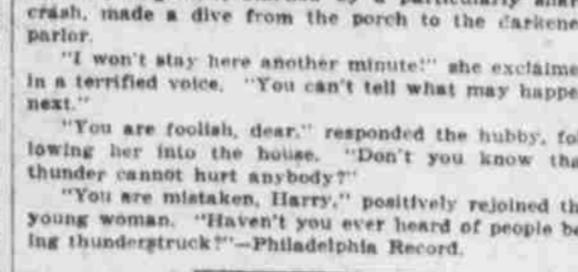 crash, made a dive from the porch to the darkene
parlor.
"I won't stay here another minute!" she exclaime
in a terrified voice. "You can't tell what may happe
next."
"You are foolish, dear," responded the hubby, fol
lowing her into the house. "Don't you know tha
thunder cannot hurt anybody?"
"You are mistaken, Harry," positively rejoined th
young woman. "Haven't you ever heard of people be
ing thunderstruck?"—Philadelphia Record.